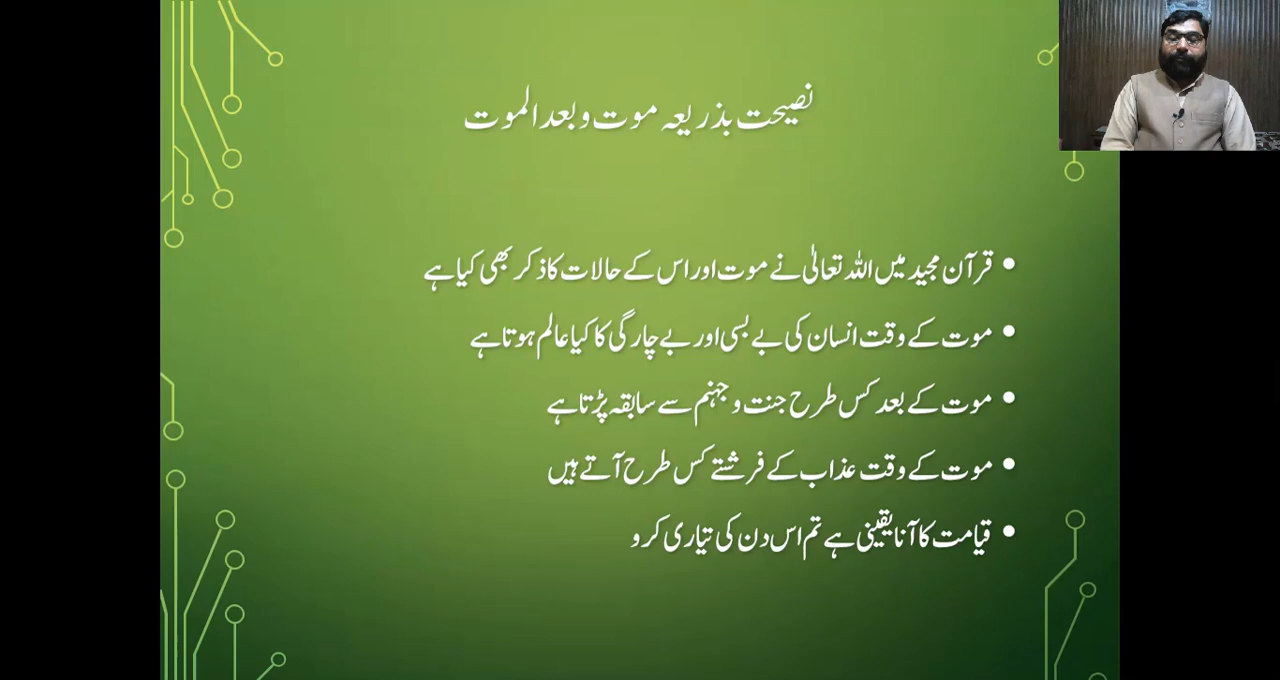 نصیحت بذریعہ موت و بعد الموت
• قرآن مجید میں اللہ تعالیٰ نے موت اور اس کے حالات کا ذکر بھی کیا ہے
• موت کے وقت انسان کی بے بسی اور بے چارگی کا کیا عالم ہوتا ہے
• موت کے بعد کس طرح جنت و جہنم سے سابقہ پڑتا ہے
• موت کے وقت عذاب کے فرشتے کس طرح آتے ہیں
• قیامت کا آنا یقینی ہے تم اس دن کی تیاری کرو